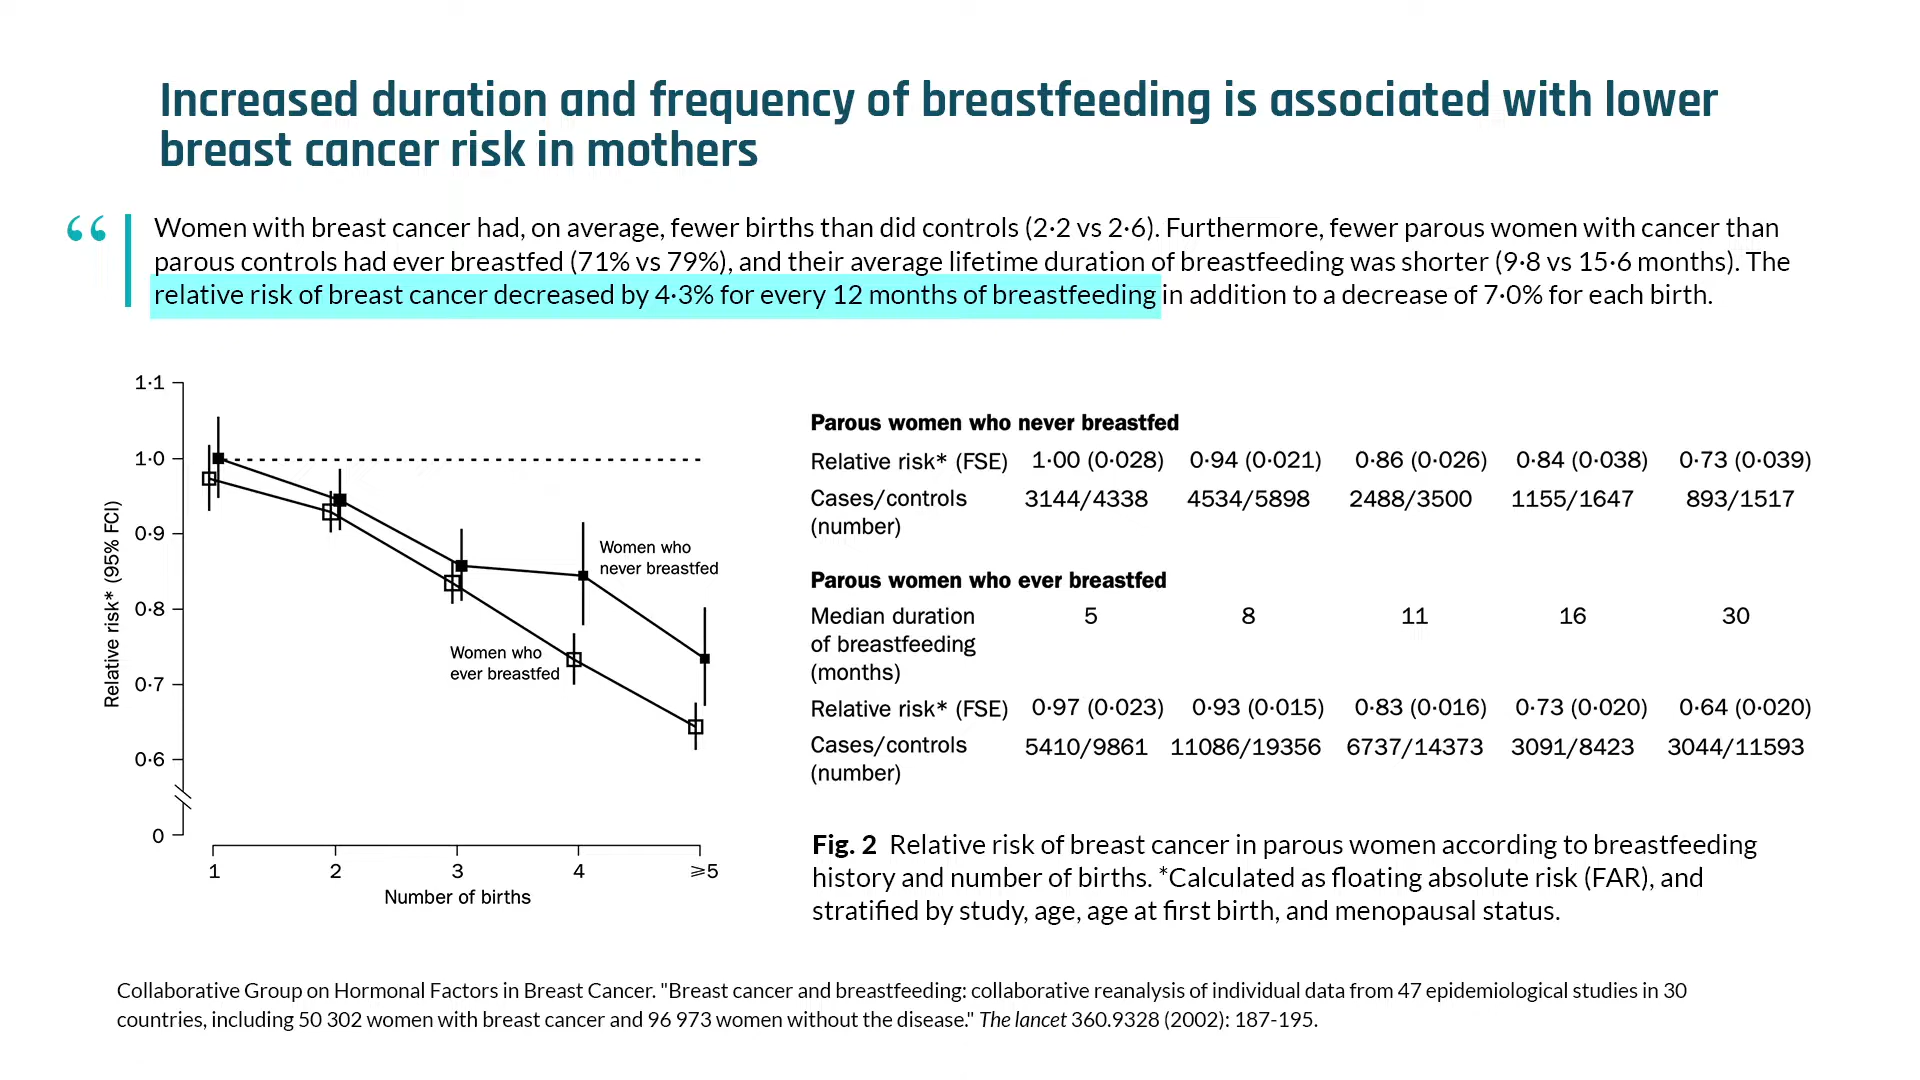 Increased duration and frequency of breastfeeding is associated with lower
breast cancer risk in mothers
“
Women with breast cancer had, on average, fewer births than did controls (2·2 vs 2·6). Furthermore, fewer parous women with cancer than
parous controls had ever breastfed (71% vs 79%), and their average lifetime duration of breastfeeding was shorter (9·8 vs 15·6 months). The
relative risk of breast cancer decreased by 4·3% for every 12 months of breastfeeding in addition to a decrease of 7·0% for each birth.
1·1
1·0
0·9
0·8
0·7
0·6
0
Relative risk* (95% FCI)
Women who
never breastfed
Women who
ever breastfed
1 2 3 4 ⩾5
Number of births
Parous women who never breastfed
Relative risk* (FSE) 1·00 (0·028) 0·94 (0·021) 0·86 (0·026) 0·84 (0·038) 0·73 (0·039)
Cases/controls 3144/4338 4534/5898 2488/3500 1155/1647 893/1517
(number)
Parous women who ever breastfed
Median duration 5 8 11 16 30
of breastfeeding
(months)
Relative risk* (FSE) 0·97 (0·023) 0·93 (0·015) 0·83 (0·016) 0·73 (0·020) 0·64 (0·020)
Cases/controls 5410/9861 11086/19356 6737/14373 3091/8423 3044/11593
(number)
Fig. 2 Relative risk of breast cancer in parous women according to breastfeeding
history and number of births. *Calculated as floating absolute risk (FAR), and
stratified by study, age, age at first birth, and menopausal status.
Collaborative Group on Hormonal Factors in Breast Cancer. "Breast cancer and breastfeeding: collaborative reanalysis of individual data from 47 epidemiological studies in 30
countries, including 50 302 women with breast cancer and 96 973 women without the disease." The lancet 360.9328 (2002): 187-195.